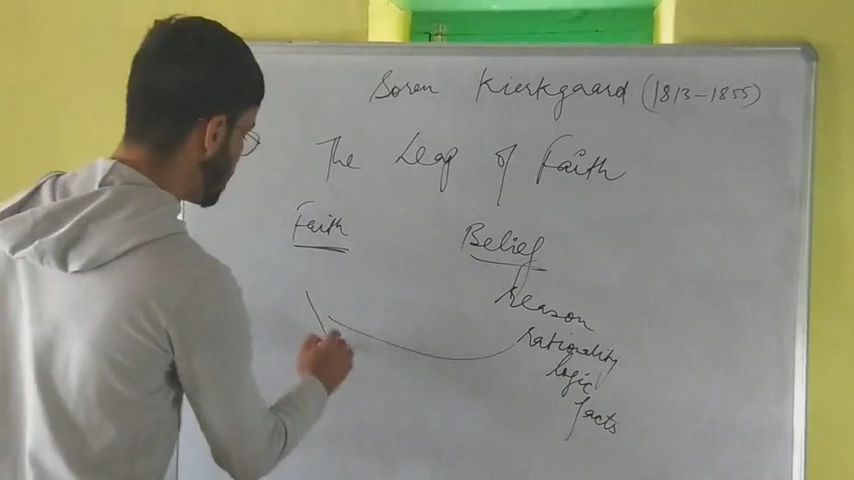 Soren Kierkgaard (1813-1855)
The Leap of Faith
Faith
Belief
reason
rationality
logic
facts